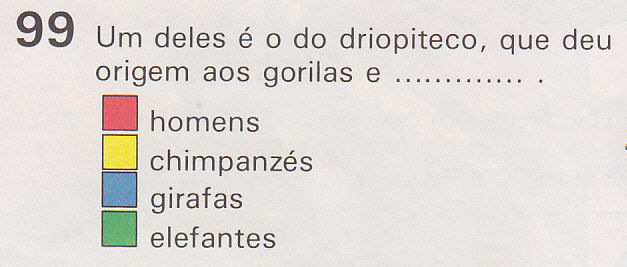 99 Um deles é o do driopiteco, que deu
origem aos gorilas e ............. .
homens
chimpanzés
girafas
elefantes